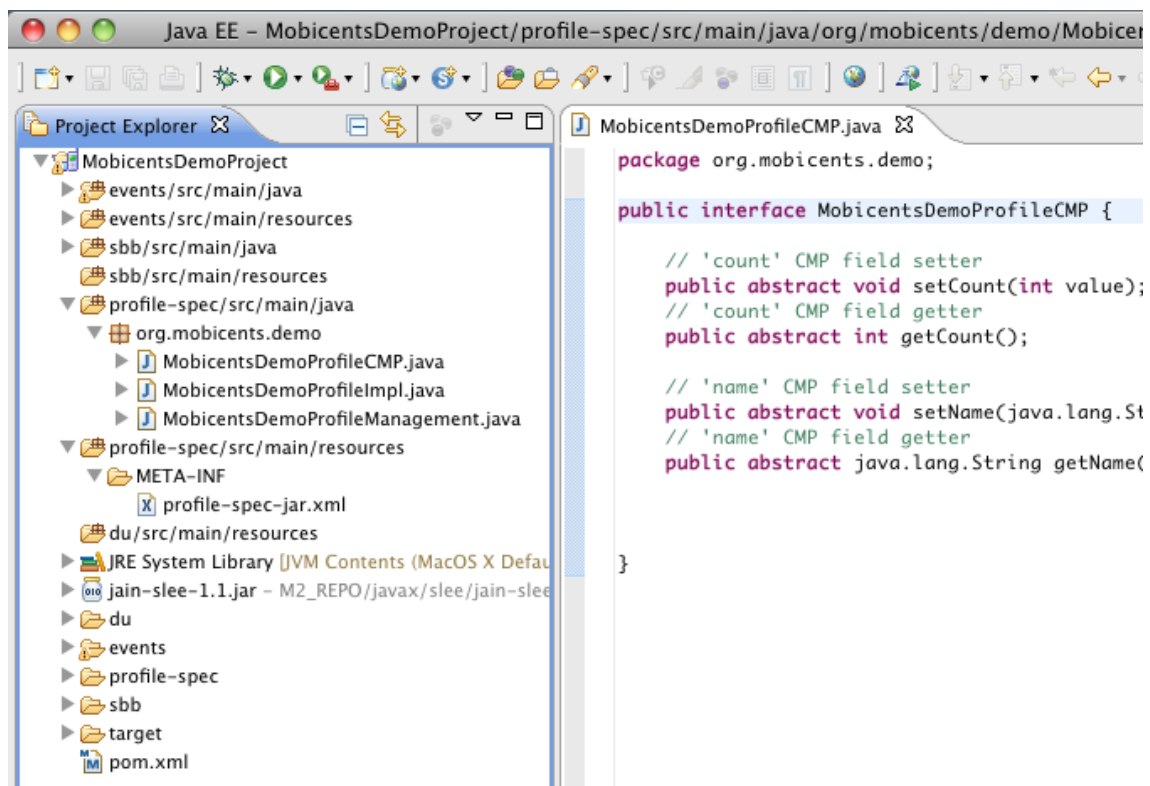 Java EE – MobicentsDemoProject/profile-spec/src/main/java/org/mobicents/demo/Mobicen
Project Explorer
MobicentsDemoProject
events/src/main/java
events/src/main/resources
sbb/src/main/java
sbb/src/main/resources
profile-spec/src/main/java
org.mobicents.demo
MobicentsDemoProfileCMP.java
MobicentsDemoProfileImpl.java
MobicentsDemoProfileManagement.java
profile-spec/src/main/resources
META-INF
profile-spec-jar.xml
du/src/main/resources
JRE System Library [JVM Contents (MacOS X Defau
jain-slee-1.1.jar – M2_REPO/javax/slee/jain-slee
du
events
profile-spec
sbb
target
pom.xml
MobicentsDemoProfileCMP.java
package org.mobicents.demo;
public interface MobicentsDemoProfileCMP {
// 'count' CMP field setter
public abstract void setCount(int value);
// 'count' CMP field getter
public abstract int getCount();
// 'name' CMP field setter
public abstract void setName(java.lang.St
// 'name' CMP field getter
public abstract java.lang.String getName(
}